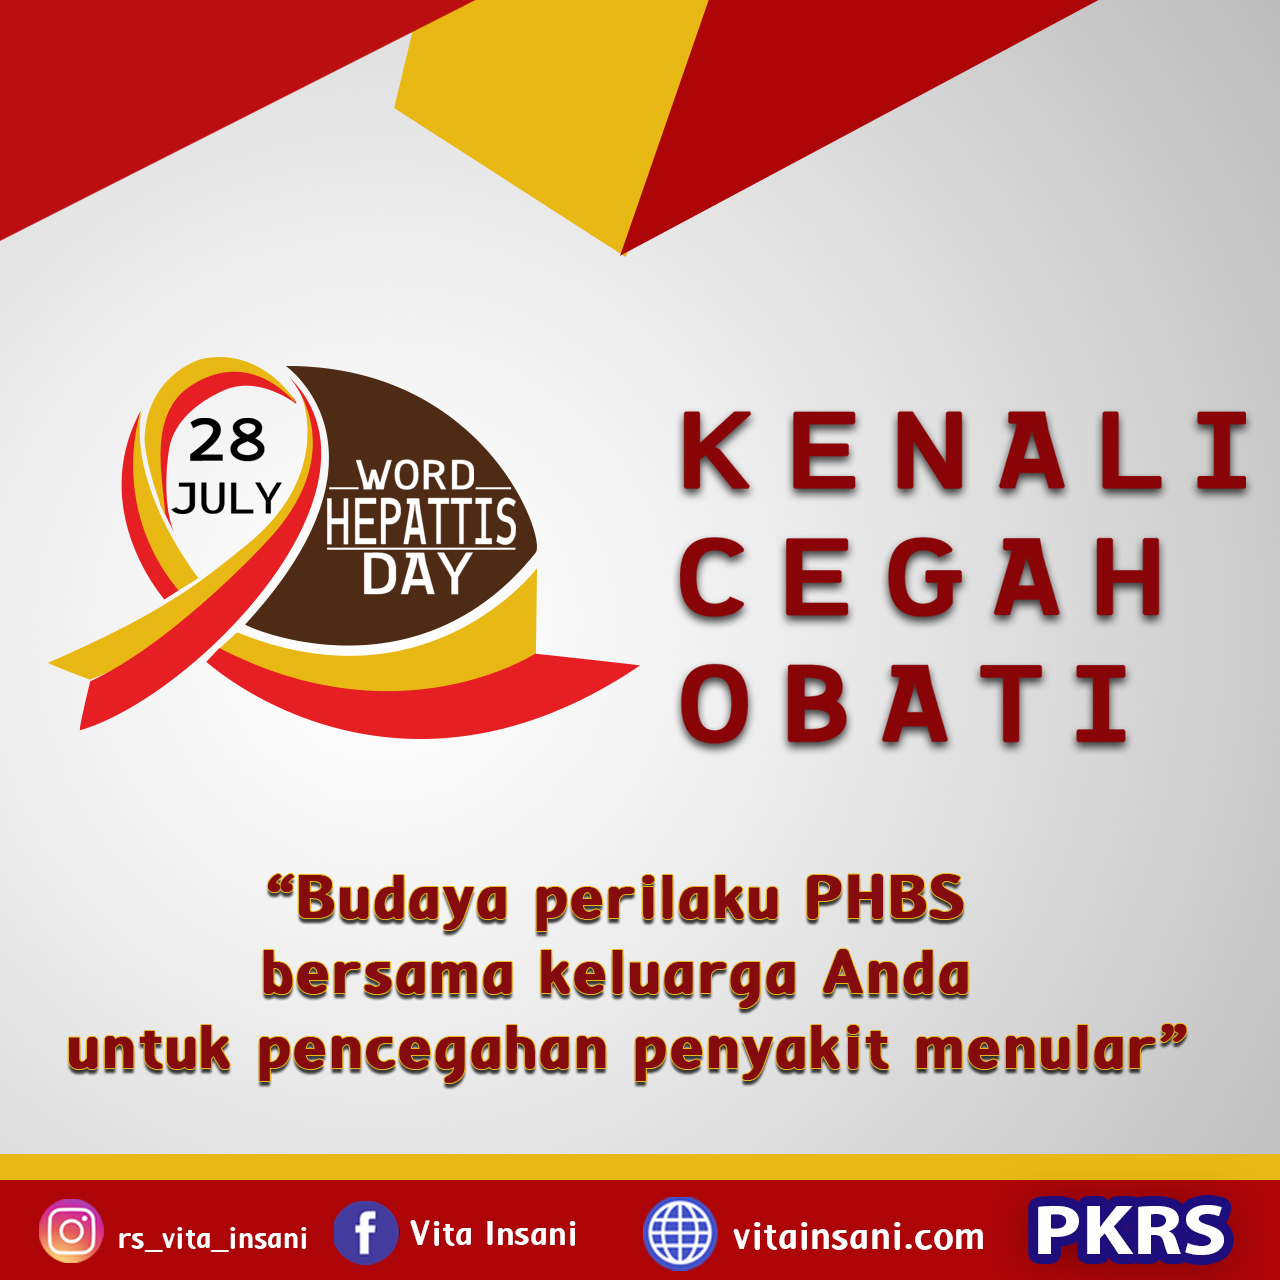 28
JULY
WORD
HEPATTIS
DAY
KENALI
CEGAH
OBATI
“Budaya perilaku PHBS
bersama keluarga Anda
untuk pencegahan penyakit menular”
rs_vita_insani
Vita Insani
vitainsani.com
PKRS